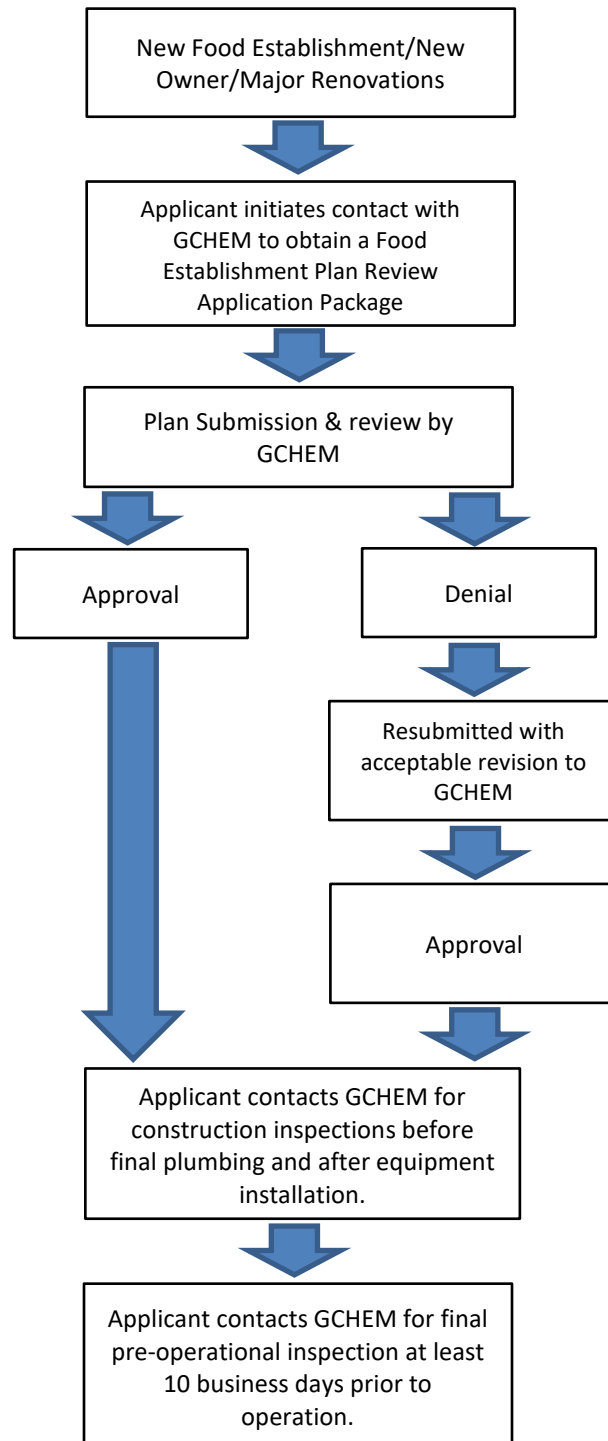 New Food Establishment/New
Owner/Major Renovations
Applicant initiates contact with
GCHEM to obtain a Food
Establishment Plan Review
Application Package
Plan Submission & review by
GCHEM
Approval
Denial
Resubmitted with
acceptable revision to
GCHEM
Approval
Applicant contacts GCHEM for
construction inspections before
final plumbing and after equipment
installation.
Applicant contacts GCHEM for final
pre-operational inspection at least
10 business days prior to
operation.